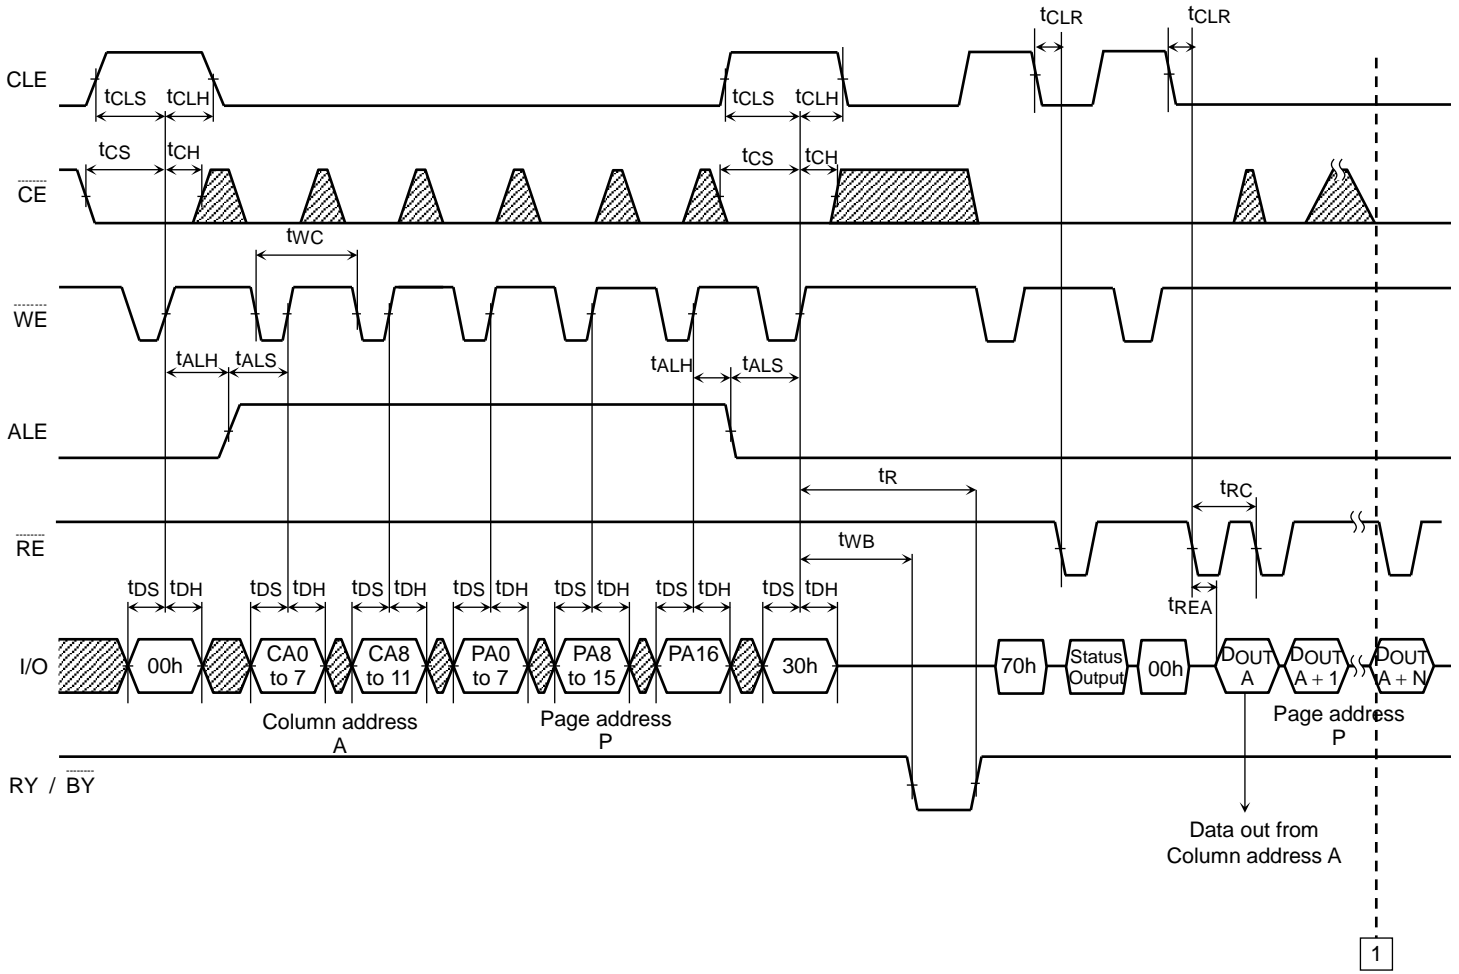 tCLR tCLR
CLE
tCLS tCLH tCLS tCLH
tCS tCH tCS tCH
CE
tWC
WE
tALH tALS tALH tALS
ALE
tR
tRC
RE
tWB
tDS tDH tDS tDH tDS tDH tDS tDH tDS tDH tDS tDH tDS tDH
tREA
I/O
00h
CA0 to 7
CA8 to 11
PA0 to 7
PA8 to 15
PA16
30h
70h
Status Output
00h
DOUT A
DOUT A + 1
DOUT A + N
Column address
A
Page address
P
Page address
P
RY / BY
Data out from
Column address A
1